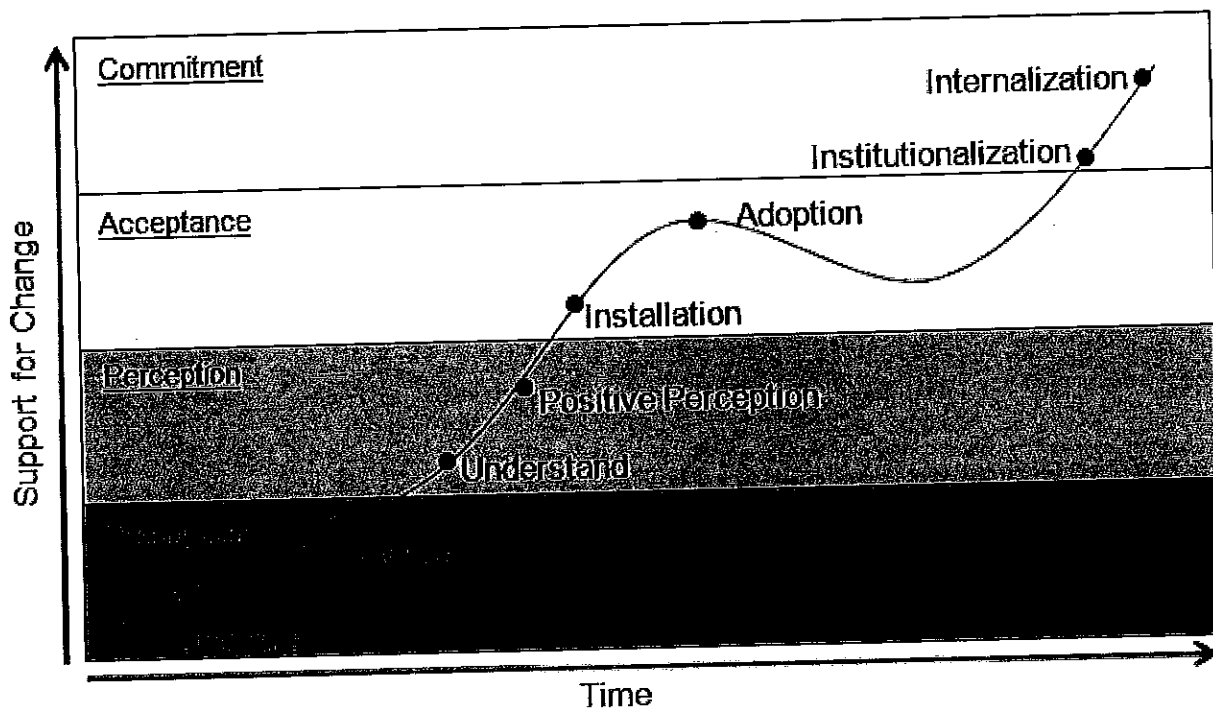 Commitment
Internalization
Institutionalization
Acceptance
Adoption
Installation
Perception
Positive Perception
Understand
Support for Change
Time